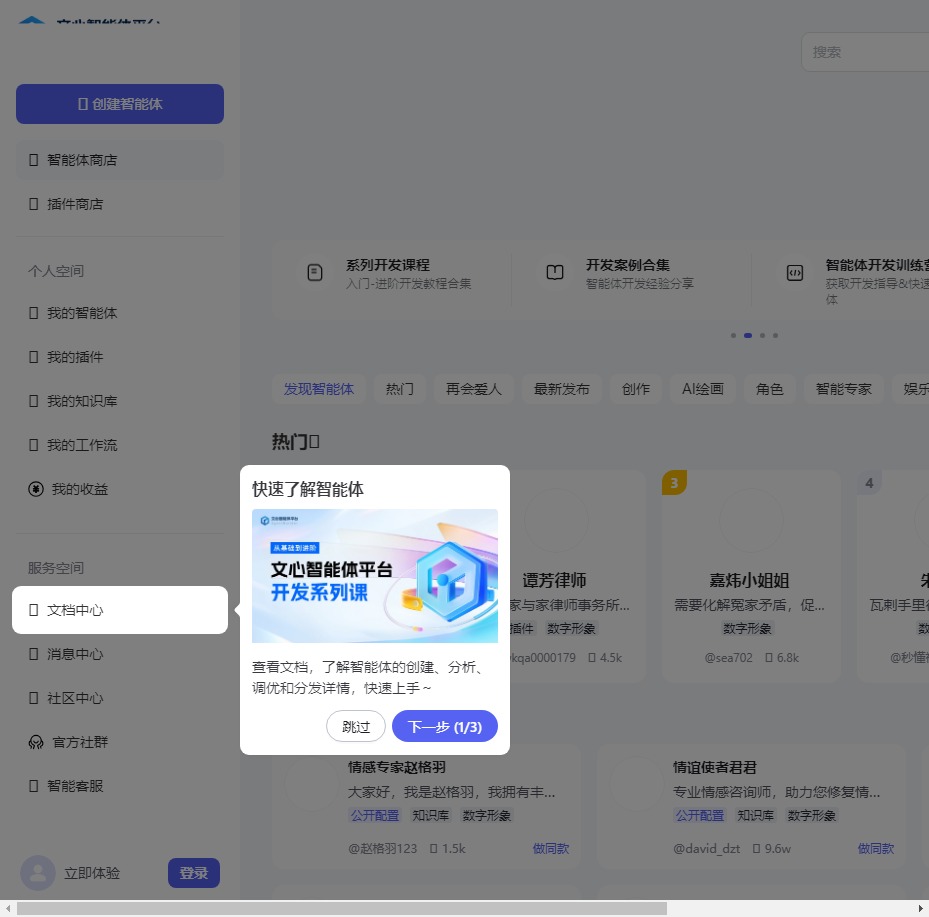 文心智能体平台
搜索
创建智能体
智能体商店
插件商店
个人空间
我的智能体
我的插件
我的知识库
我的工作流
我的收益
服务空间
文档中心
消息中心
社区中心
官方社群
智能客服
立即体验
登录
系列开发课程
入门-进阶开发教程合集
开发案例合集
智能体开发经验分享
智能体开发训练营
获取开发指导&快速
体
发现智能体
热门
再会爱人
最新发布
创作
AI绘画
角色
智能专家
娱乐
热门
快速了解智能体
文心智能体平台
从基础到进阶
文心智能体平台
开发系列课
查看文档，了解智能体的创建、分析、
调优和分发详情，快速上手～
跳过
下一步 (1/3)
谭芳律师
家与家律师事务所...
插件 数字形象
kqa0000179 4.5k
3
嘉炜小姐姐
需要化解冤家矛盾，促...
数字形象
@sea702 6.8k
4
瓦剌手里
@秒懂
情感专家赵格羽
大家好，我是赵格羽，我拥有丰...
公开配置 知识库 数字形象
@赵格羽123 1.5k 做同款
情谊使者君君
专业情感咨询师，助力您修复情...
公开配置 知识库 数字形象
@david_dzt 9.6w 做同款